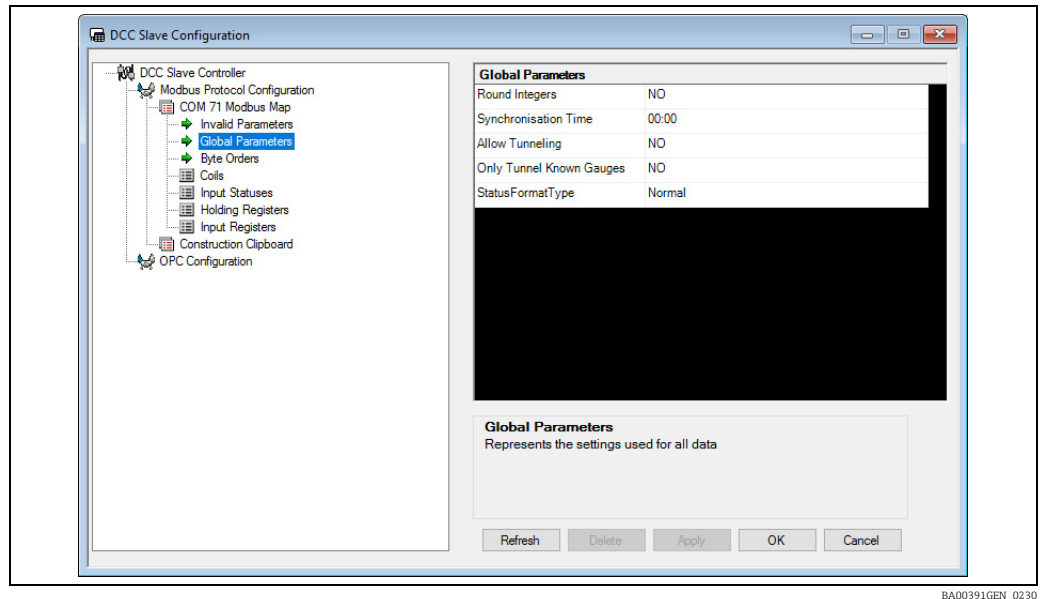 DCC Slave Configuration
DCC Slave Controller
Modbus Protocol Configuration
COM 71 Modbus Map
Invalid Parameters
Global Parameters
Byte Orders
Coils
Input Statuses
Holding Registers
Input Registers
Construction Clipboard
OPC Configuration
Global Parameters
Round Integers NO
Synchronisation Time 00:00
Allow Tunneling NO
Only Tunnel Known Gauges NO
StatusFormatType Normal
Global Parameters
Represents the settings used for all data
Refresh Delete Apply OK Cancel
BA00391GEN_0230